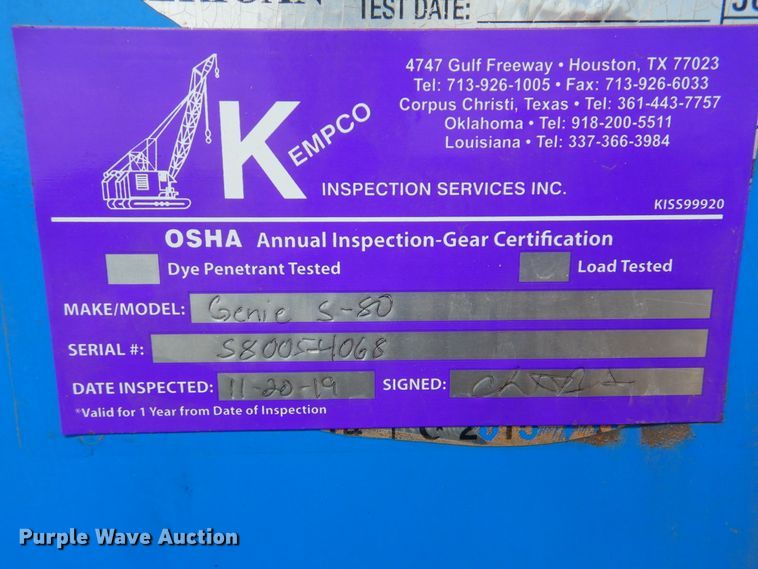 TEST DATE:
4747 Gulf Freeway • Houston, TX 77023
Tel: 713-926-1005 • Fax: 713-926-6033
Corpus Christi, Texas • Tel: 361-443-7757
Oklahoma • Tel: 918-200-5511
Louisiana • Tel: 337-366-3984
KEMPCO
INSPECTION SERVICES INC.
KIS599920
OSHA Annual Inspection-Gear Certification
Dye Penetrant Tested Load Tested
MAKE/MODEL: Genie S-80
SERIAL #: S8005-4068
DATE INSPECTED: 11-20-19 SIGNED:
*Valid for 1 Year from Date of Inspection
2015
Purple Wave Auction